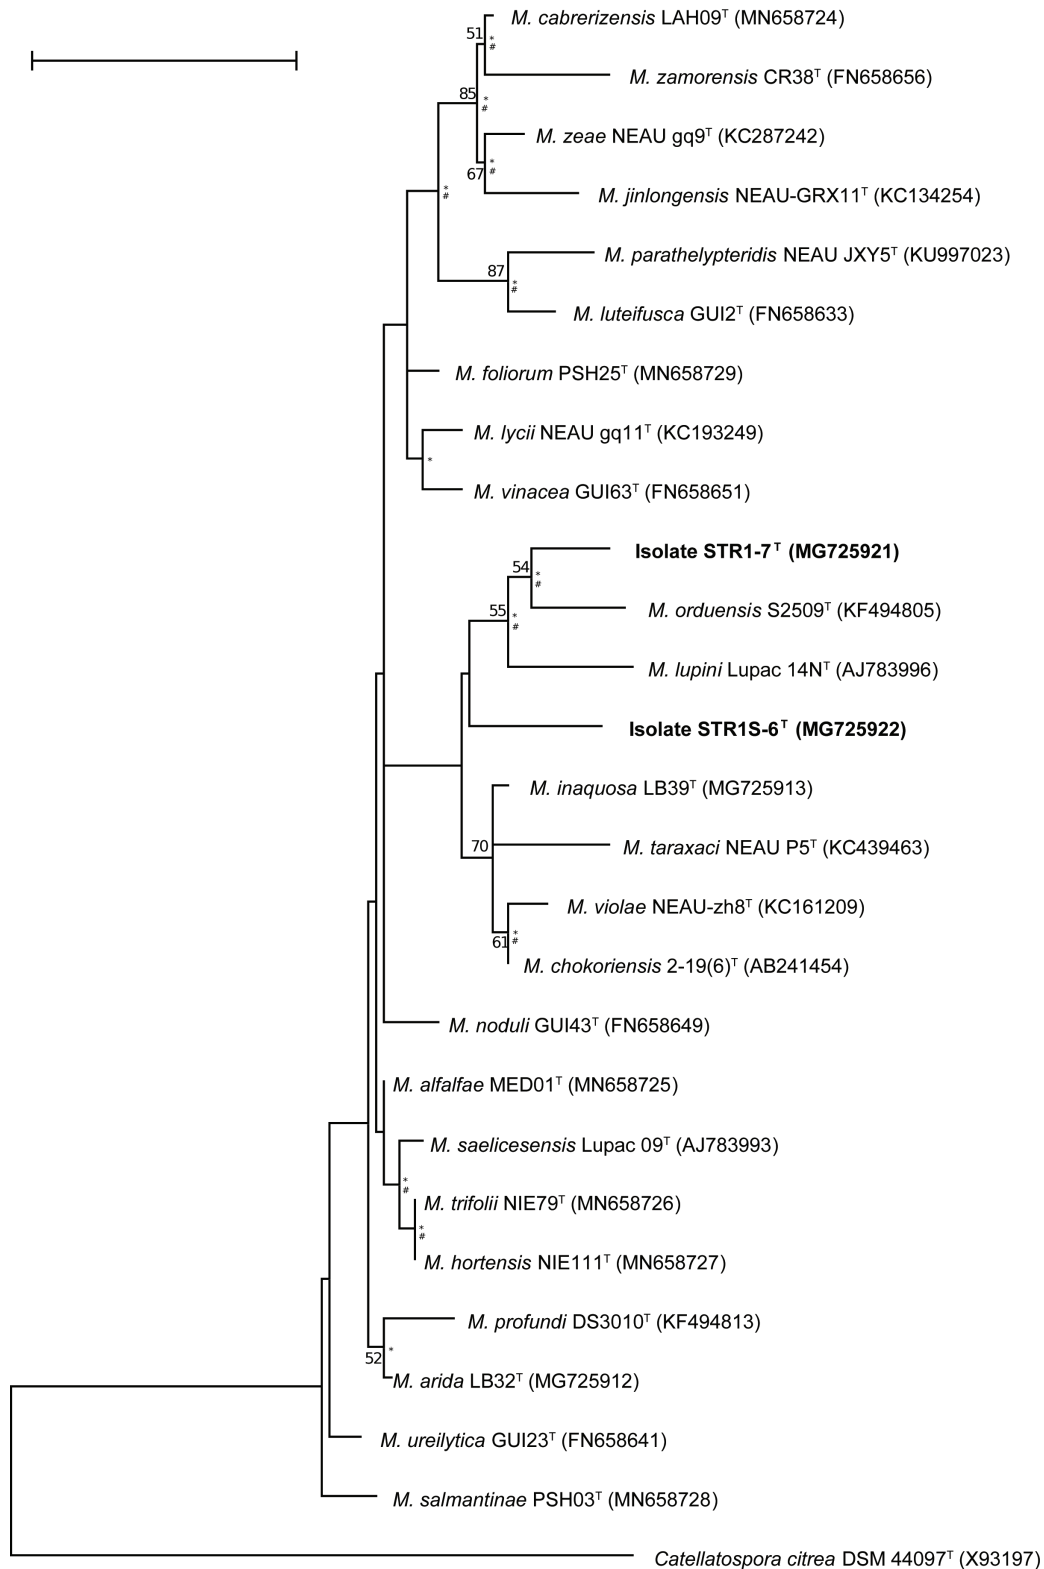 M. cabrerizensis LAH09ᵀ (MN658724)
51
*
#
M. zamorensis CR38ᵀ (FN658656)
85
*
#
M. zeae NEAU gq9ᵀ (KC287242)
*
#
67
M. jinlongensis NEAU-GRX11ᵀ (KC134254)
*
#
M. parathelypteridis NEAU JXY5ᵀ (KU997023)
87
*
#
M. luteifusca GUI2ᵀ (FN658633)
M. foliorum PSH25ᵀ (MN658729)
M. lycii NEAU gq11ᵀ (KC193249)
*
M. vinacea GUI63ᵀ (FN658651)
Isolate STR1-7ᵀ (MG725921)
54
*
#
M. orduensis S2509ᵀ (KF494805)
55
*
#
M. lupini Lupac 14Nᵀ (AJ783996)
Isolate STR1S-6ᵀ (MG725922)
M. inaquosa LB39ᵀ (MG725913)
70
M. taraxaci NEAU P5ᵀ (KC439463)
M. violae NEAU-zh8ᵀ (KC161209)
61
*
#
M. chokoriensis 2-19(6)ᵀ (AB241454)
M. noduli GUI43ᵀ (FN658649)
M. alfalfae MED01ᵀ (MN658725)
M. saelicesensis Lupac 09ᵀ (AJ783993)
*
#
M. trifolii NIE79ᵀ (MN658726)
*
#
M. hortensis NIE111ᵀ (MN658727)
M. profundi DS3010ᵀ (KF494813)
52
*
M. arida LB32ᵀ (MG725912)
M. ureilytica GUI23ᵀ (FN658641)
M. salmantinae PSH03ᵀ (MN658728)
Catellatospora citrea DSM 44097ᵀ (X93197)